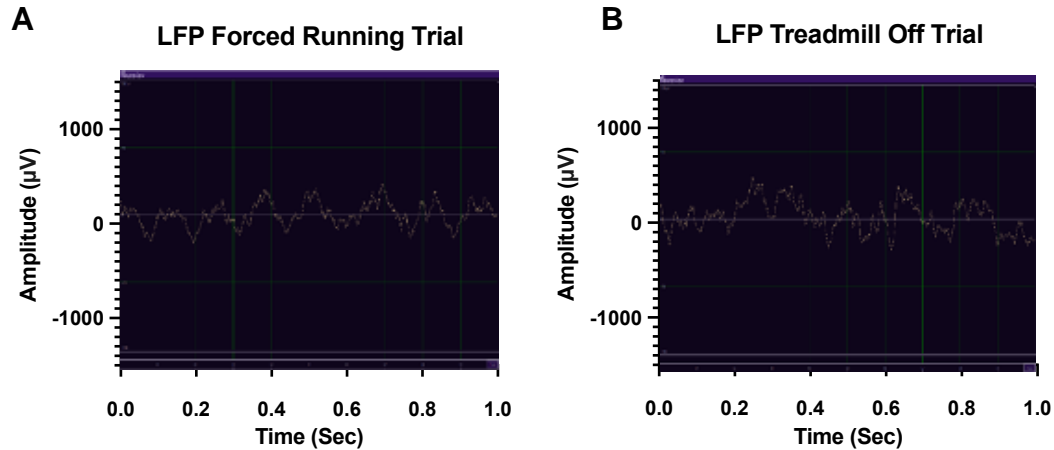 A
LFP Forced Running Trial
Amplitude (µV)
1000
0
-1000
0.0 0.2 0.4 0.6 0.8 1.0
Time (Sec)
B
LFP Treadmill Off Trial
Amplitude (µV)
1000
0
-1000
0.0 0.2 0.4 0.6 0.8 1.0
Time (Sec)